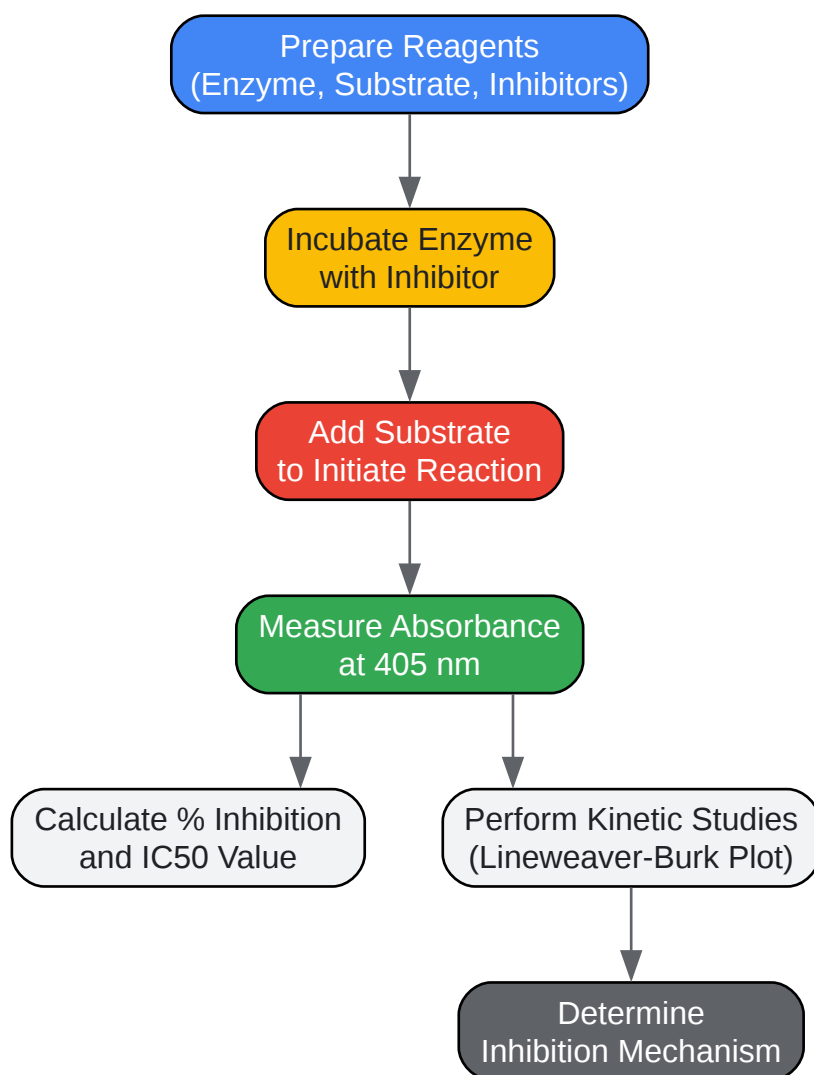 Prepare Reagents
(Enzyme, Substrate, Inhibitors)
Incubate Enzyme
with Inhibitor
Add Substrate
to Initiate Reaction
Measure Absorbance
at 405 nm
Calculate % Inhibition
and IC50 Value
Perform Kinetic Studies
(Lineweaver-Burk Plot)
Determine
Inhibition Mechanism